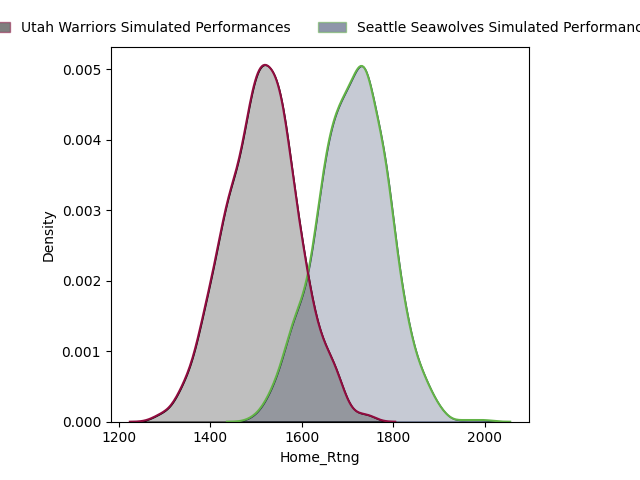 Utah Warriors Simulated Performances
Seattle Seawolves Simulated
0.005
0.004
0.003
0.002
0.001
0.000
Density
1200 1400 1600 1800 2000
Home_Rtng